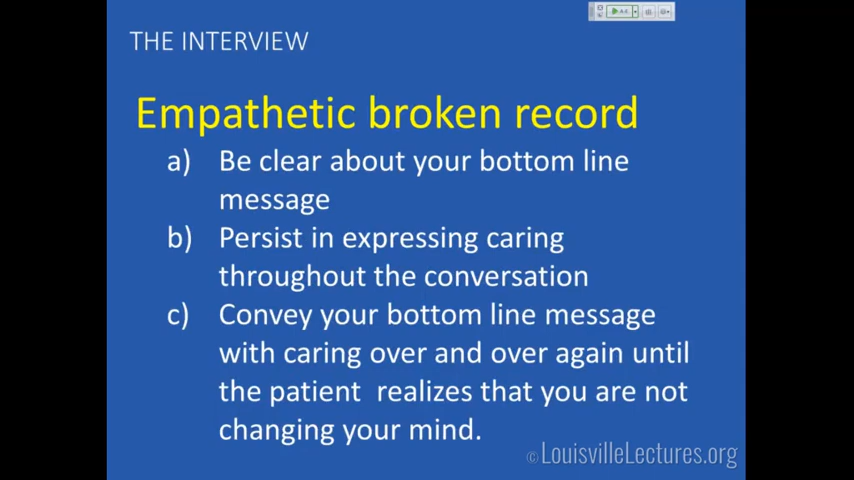 THE INTERVIEW
Empathetic broken record
a) Be clear about your bottom line
message
b) Persist in expressing caring
throughout the conversation
c) Convey your bottom line message
with caring over and over again until
the patient realizes that you are not
changing your mind.
© LouisvilleLectures.org